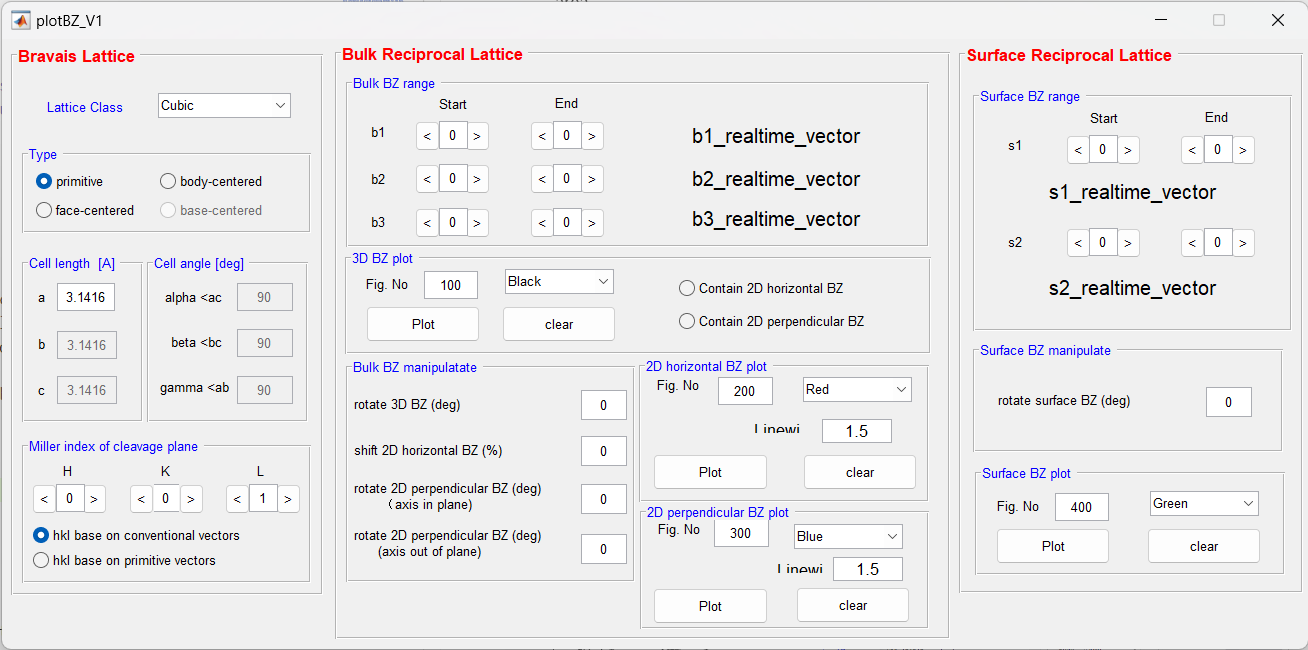 plotBZ_V1
Bravais Lattice
Lattice Class
Cubic
Type
primitive
body-centered
face-centered
base-centered
Cell length [A]
a
3.1416
b
3.1416
c
3.1416
Cell angle [deg]
alpha <ac
90
beta <bc
90
gamma <ab
90
Miller index of cleavage plane
H K L
< 0 > < 0 > < 1 >
hkl base on conventional vectors
hkl base on primitive vectors
Bulk Reciprocal Lattice
Bulk BZ range
Start End
b1 < 0 > < 0 > b1_realtime_vector
b2 < 0 > < 0 > b2_realtime_vector
b3 < 0 > < 0 > b3_realtime_vector
3D BZ plot
Fig. No 100 Black
Plot clear
Contain 2D horizontal BZ
Contain 2D perpendicular BZ
Bulk BZ manipulatate
rotate 3D BZ (deg) 0
shift 2D horizontal BZ (%) 0
rotate 2D perpendicular BZ (deg) 0
(axis in plane)
rotate 2D perpendicular BZ (deg) 0
(axis out of plane)
2D horizontal BZ plot
Fig. No 200 Red
Linewi 1.5
Plot clear
2D perpendicular BZ plot
Fig. No 300 Blue
Linewi 1.5
Plot clear
Surface Reciprocal Lattice
Surface BZ range
Start End
s1 < 0 > < 0 >
s1_realtime_vector
s2 < 0 > < 0 >
s2_realtime_vector
Surface BZ manipulate
rotate surface BZ (deg) 0
Surface BZ plot
Fig. No 400 Green
Plot clear